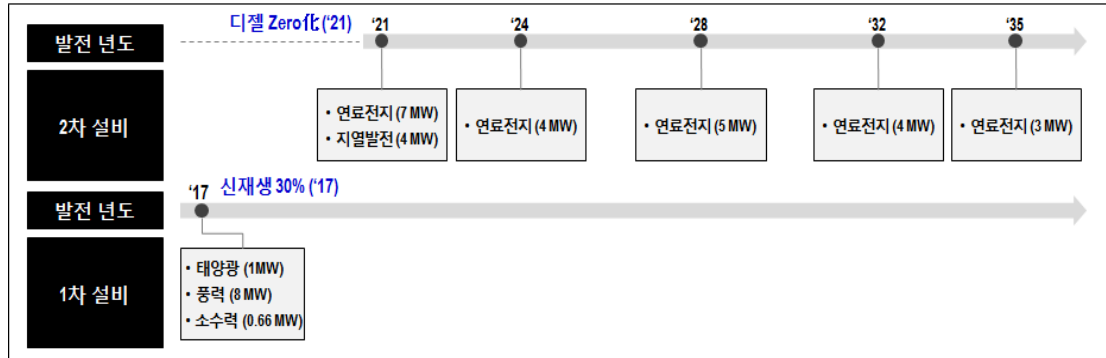 디젤 Zero化 (‘21)
발전 년도
‘21
‘24
‘28
‘32
‘35
2차 설비
• 연료전지 (7 MW)
• 지열발전 (4 MW)
• 연료전지 (4 MW)
• 연료전지 (5 MW)
• 연료전지 (4 MW)
• 연료전지 (3 MW)
발전 년도
‘17
신재생 30% (‘17)
1차 설비
• 태양광 (1MW)
• 풍력 (8 MW)
• 소수력 (0.66 MW)